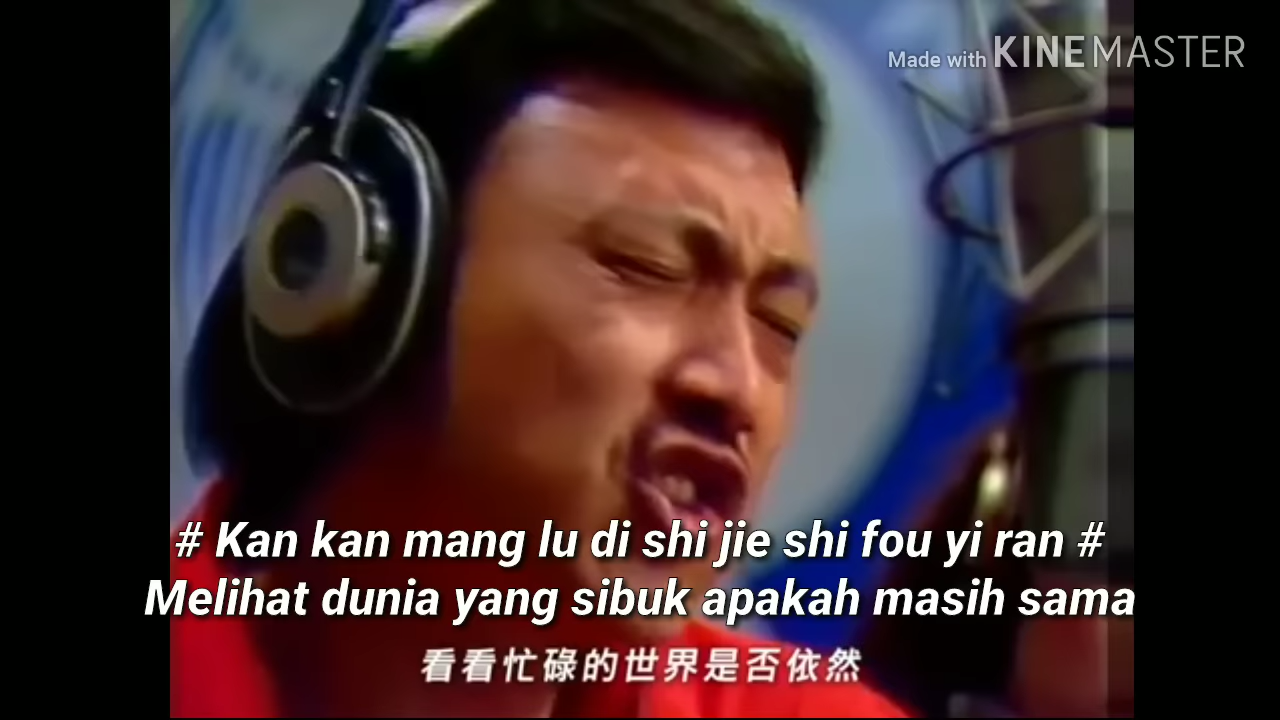 Made with KINEMASTER
# Kan kan mang lu di shi jie shi fou yi ran #
Melihat dunia yang sibuk apakah masih sama
看看忙碌的世界是否依然